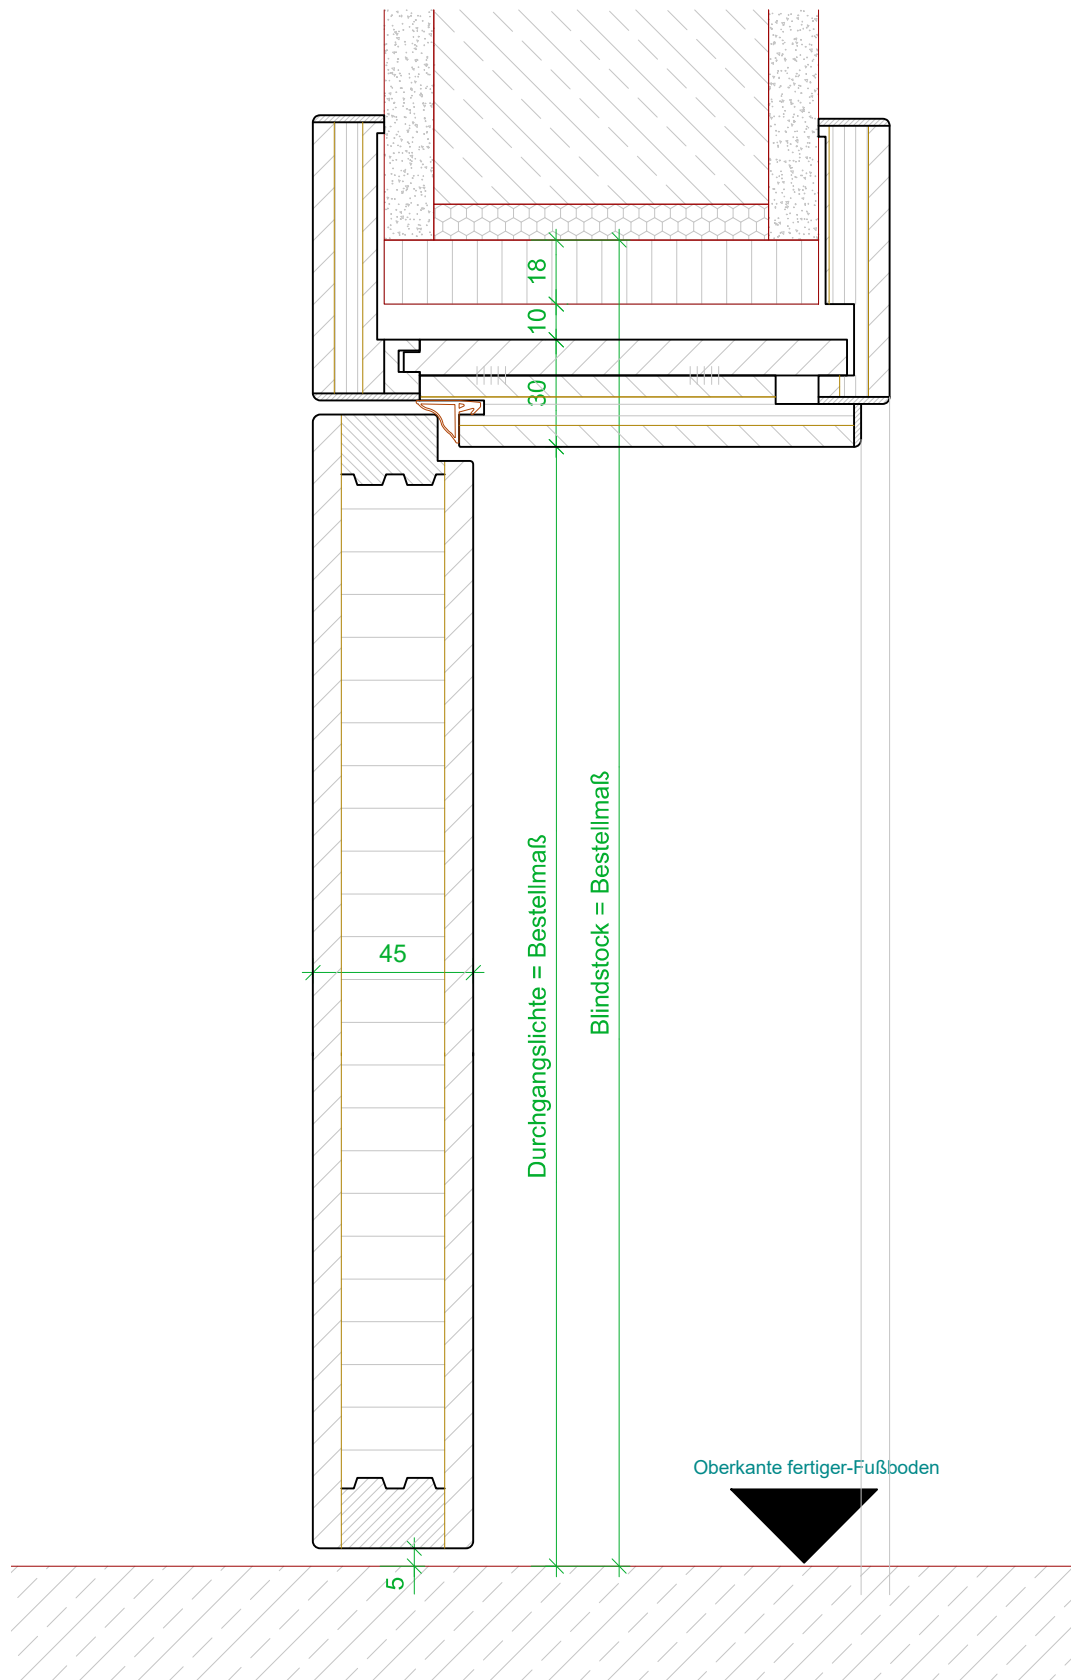 18
10
30
Durchgangslichte = Bestellmaß
Blindstock = Bestellmaß
45
Oberkante fertiger-Fußboden
5